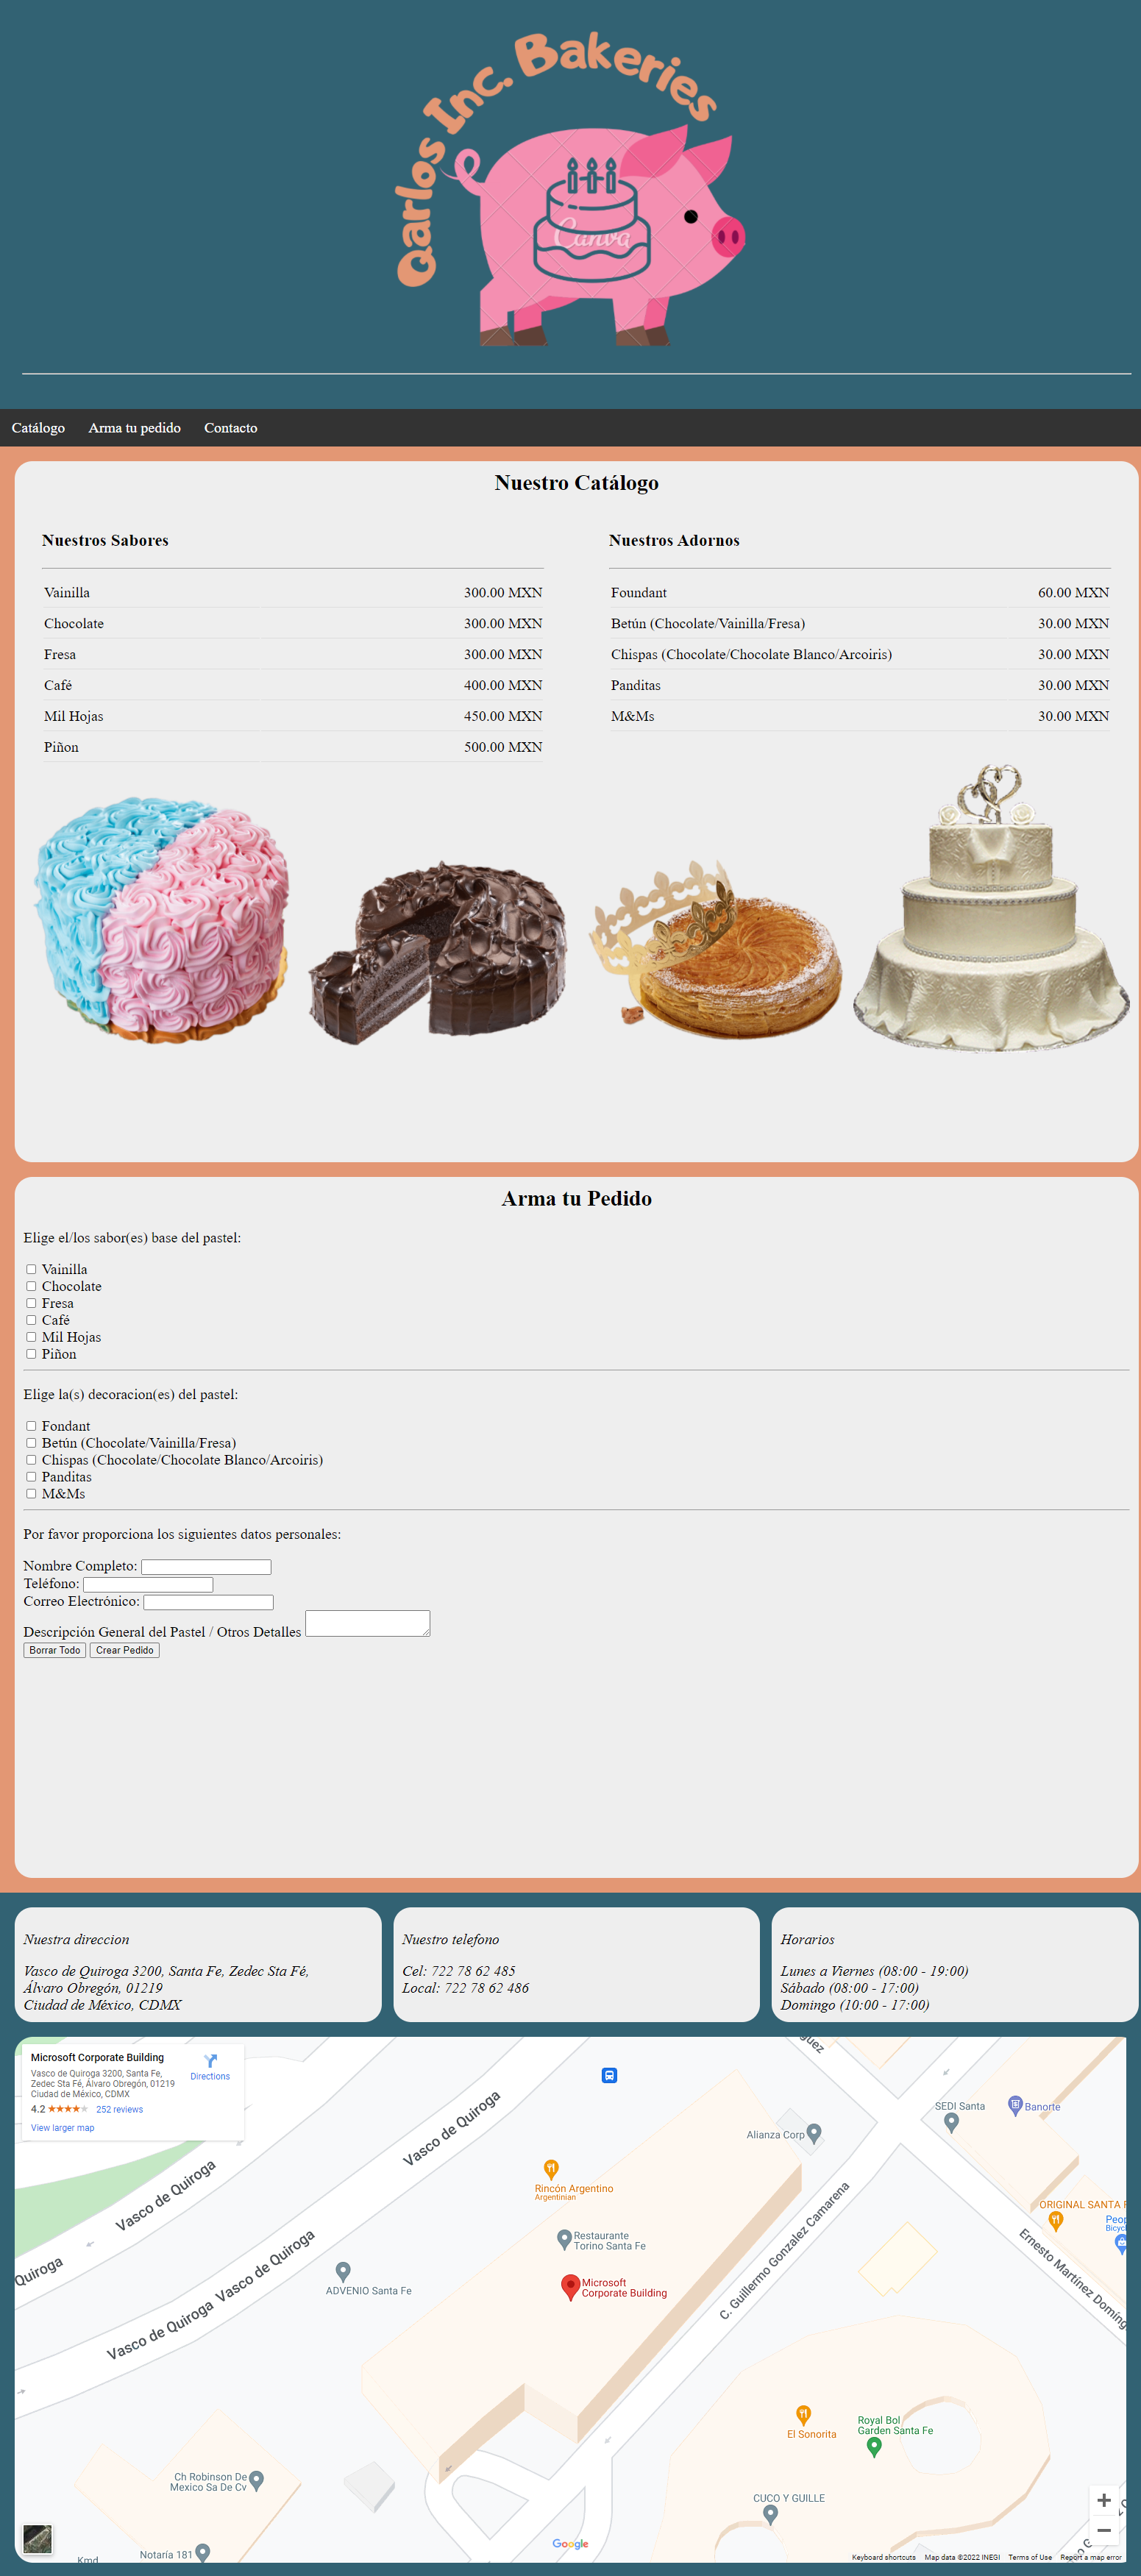 Qarlos Inc. Bakeries
Canva
Catálogo Arma tu pedido Contacto
Nuestro Catálogo
Nuestros Sabores
Vainilla 300.00 MXN
Chocolate 300.00 MXN
Fresa 300.00 MXN
Café 400.00 MXN
Mil Hojas 450.00 MXN
Piñon 500.00 MXN
Nuestros Adornos
Foundant 60.00 MXN
Betún (Chocolate/Vainilla/Fresa) 30.00 MXN
Chispas (Chocolate/Chocolate Blanco/Arcoiris) 30.00 MXN
Panditas 30.00 MXN
M&Ms 30.00 MXN
Arma tu Pedido
Elige el/los sabor(es) base del pastel:
Vainilla
Chocolate
Fresa
Café
Mil Hojas
Piñon
Elige la(s) decoracion(es) del pastel:
Fondant
Betún (Chocolate/Vainilla/Fresa)
Chispas (Chocolate/Chocolate Blanco/Arcoiris)
Panditas
M&Ms
Por favor proporciona los siguientes datos personales:
Nombre Completo:
Teléfono:
Correo Electrónico:
Descripción General del Pastel / Otros Detalles
Borrar Todo Crear Pedido
Nuestra direccion
Vasco de Quiroga 3200, Santa Fe, Zedec Sta Fé,
Álvaro Obregón, 01219
Ciudad de México, CDMX
Nuestro telefono
Cel: 722 78 62 485
Local: 722 78 62 486
Horarios
Lunes a Viernes (08:00 - 19:00)
Sábado (08:00 - 17:00)
Domingo (10:00 - 17:00)
Microsoft Corporate Building
Vasco de Quiroga 3200, Santa Fe,
Zedec Sta Fé, Álvaro Obregón, 01219
Ciudad de México, CDMX
Directions
4.2 252 reviews
View larger map
guez
SEDI Santa
Banorte
Alianza Corp
Vasco de Quiroga
Rincón Argentino
Argentinian
Vasco de Quiroga
ORIGINAL SANTA F
Peop
Bicycl
Restaurante
Torino Santa Fe
Quiroga
Vasco de Quiroga
ADVENIO Santa Fe
Microsoft
Corporate Building
C. Guillermo Gonzalez Camarena
Ernesto Martínez Doming
Vasco de Quiroga
El Sonorita
Royal Bol
Garden Santa Fe
Ch Robinson De
Mexico Sa De Cv
CUCO Y GUILLE
Notaría 181
Kmd
Google
Keyboard shortcuts Map data ©2022 INEGI Terms of Use Report a map error